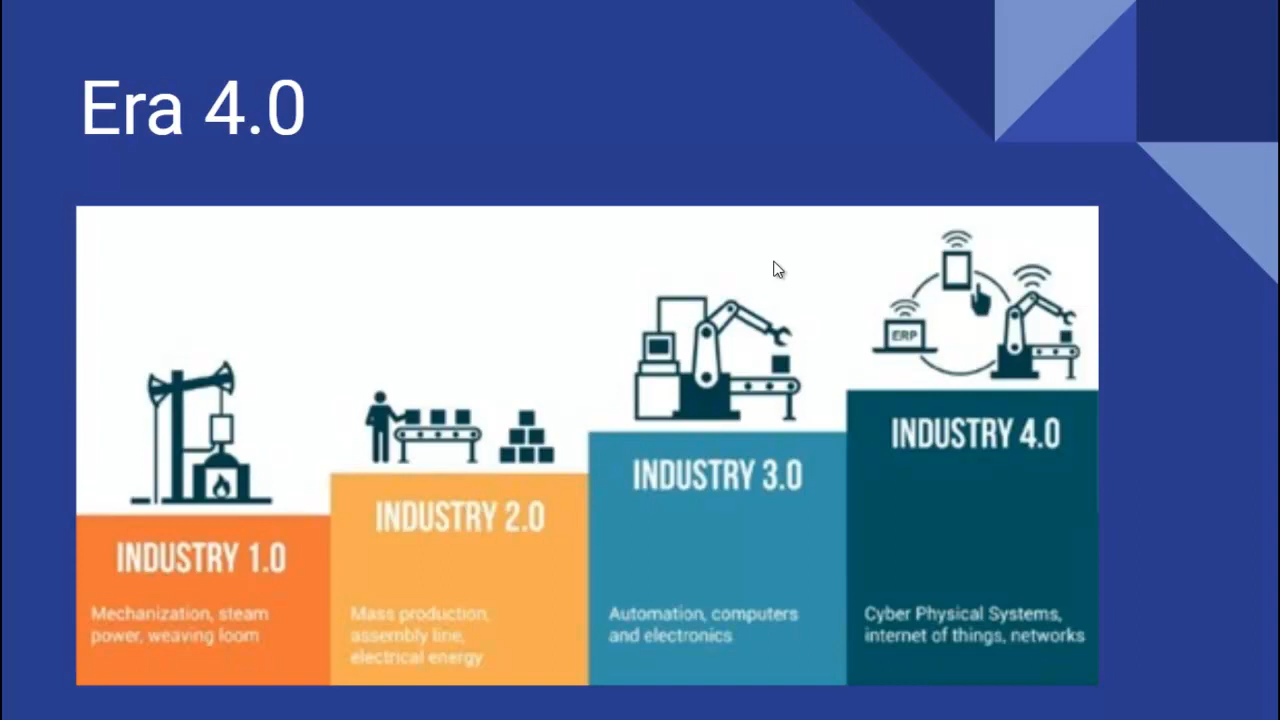 Era 4.0
INDUSTRY 1.0
Mechanization, steam
power, weaving loom
INDUSTRY 2.0
Mass production,
assembly line,
electrical energy
INDUSTRY 3.0
Automation, computers
and electronics
ERP
INDUSTRY 4.0
Cyber Physical Systems,
internet of things, networks